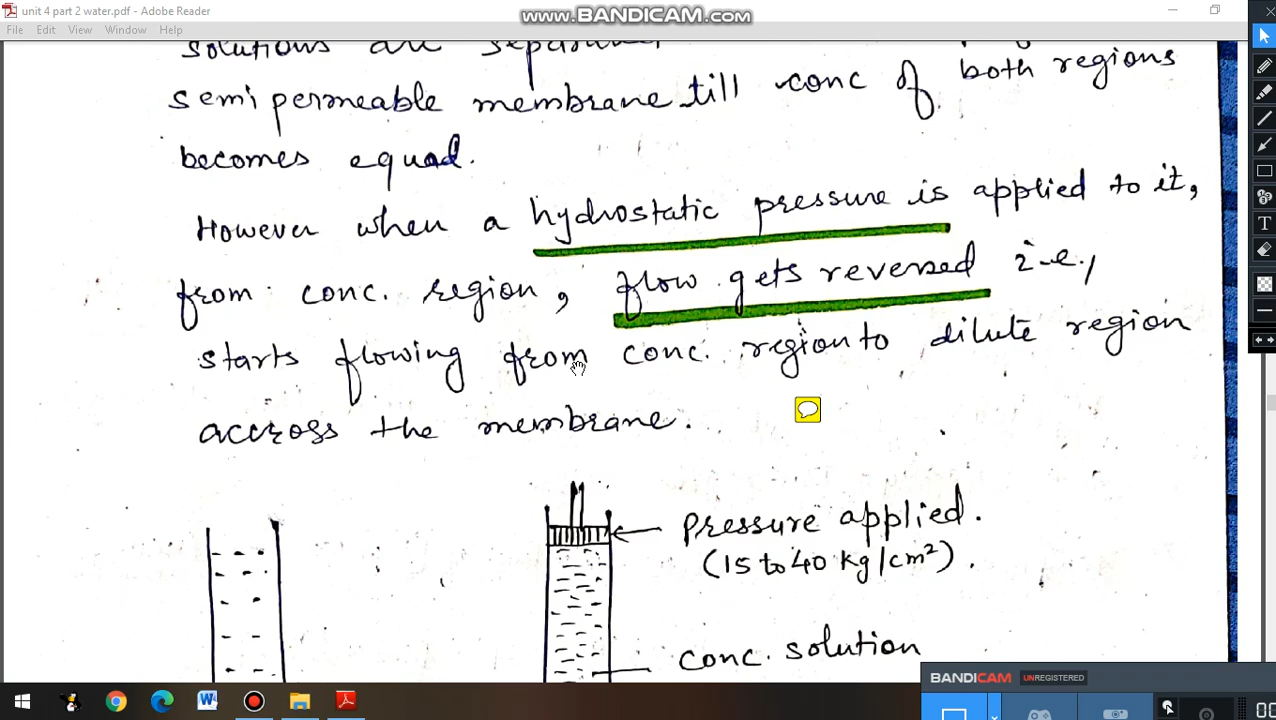 unit 4 part 2 water.pdf - Adobe Reader
www.BANDICAM.com
File Edit View Window Help
solutions are
semipermeable membrane till conc of both regions
becomes equal.
However when a hydrostatic pressure is applied to it,
from conc. region, flow gets reversed i.e.,
starts flowing from conc. region to dilute region
accross the membrane.
Pressure applied.
(15 to 40 kg/cm²).
conc. solution
BANDICAM UNREGISTERED
00